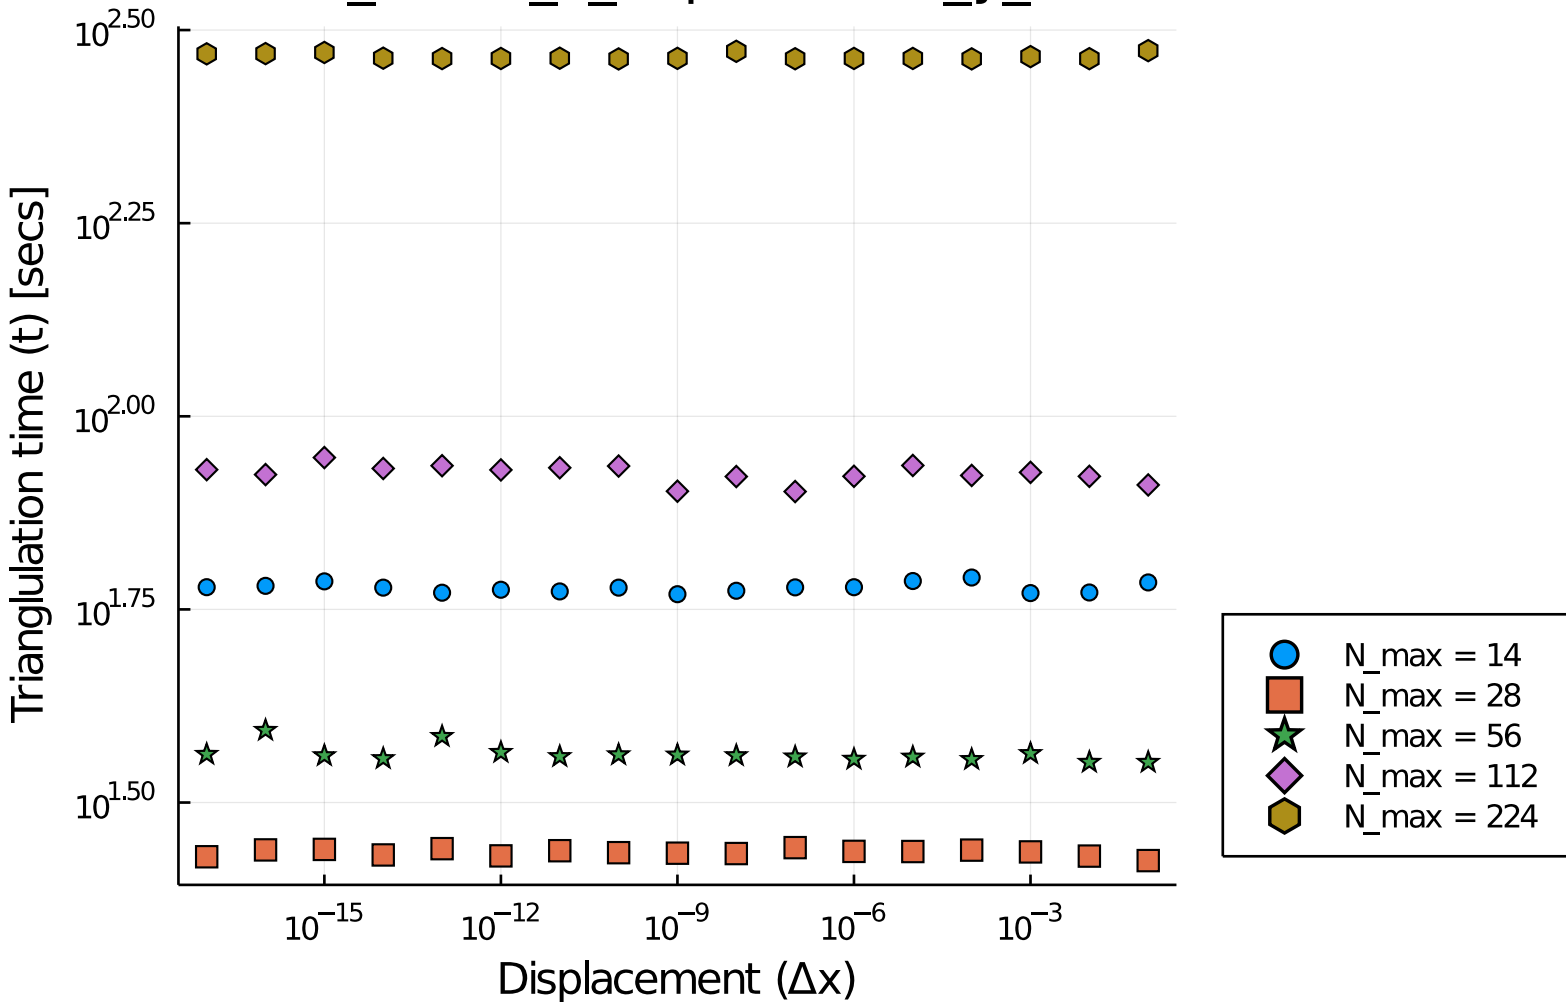 10^2.50
10^2.25
10^2.00
10^1.75
10^1.50
Trianglulation time (t) [secs]
10^−15 10^−12 10^−9 10^−6 10^−3
Displacement (Δx)
N_max = 14
N_max = 28
N_max = 56
N_max = 112
N_max = 224